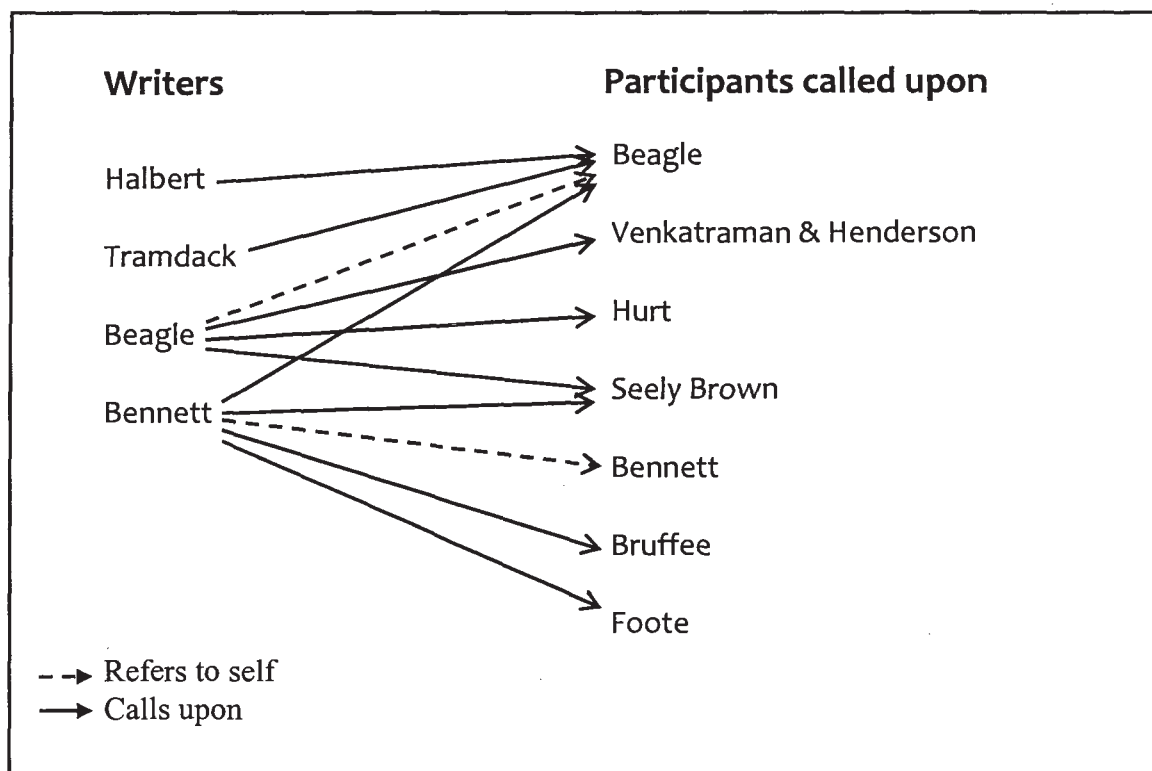 Writers
Participants called upon
Halbert
Beagle
Tramdack
Venkatraman & Henderson
Beagle
Hurt
Bennett
Seely Brown
Bennett
Bruffee
Foote
Refers to self
Calls upon